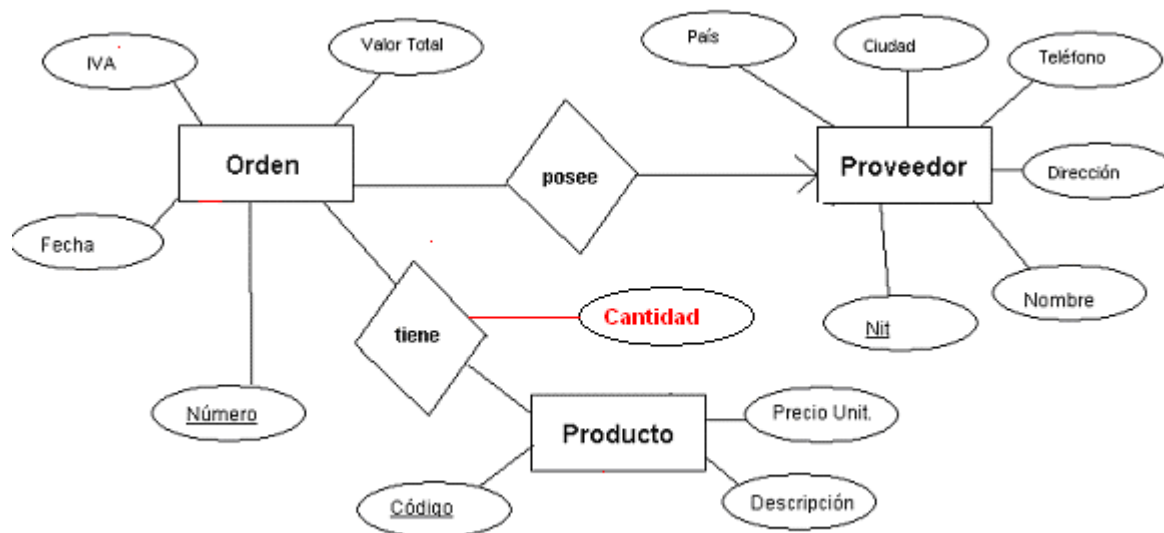 IVA
Valor Total
País
Ciudad
Teléfono
Orden
posee
Proveedor
Dirección
Fecha
Cantidad
Nombre
tiene
Nit
Número
Producto
Precio Unit.
Código
Descripción